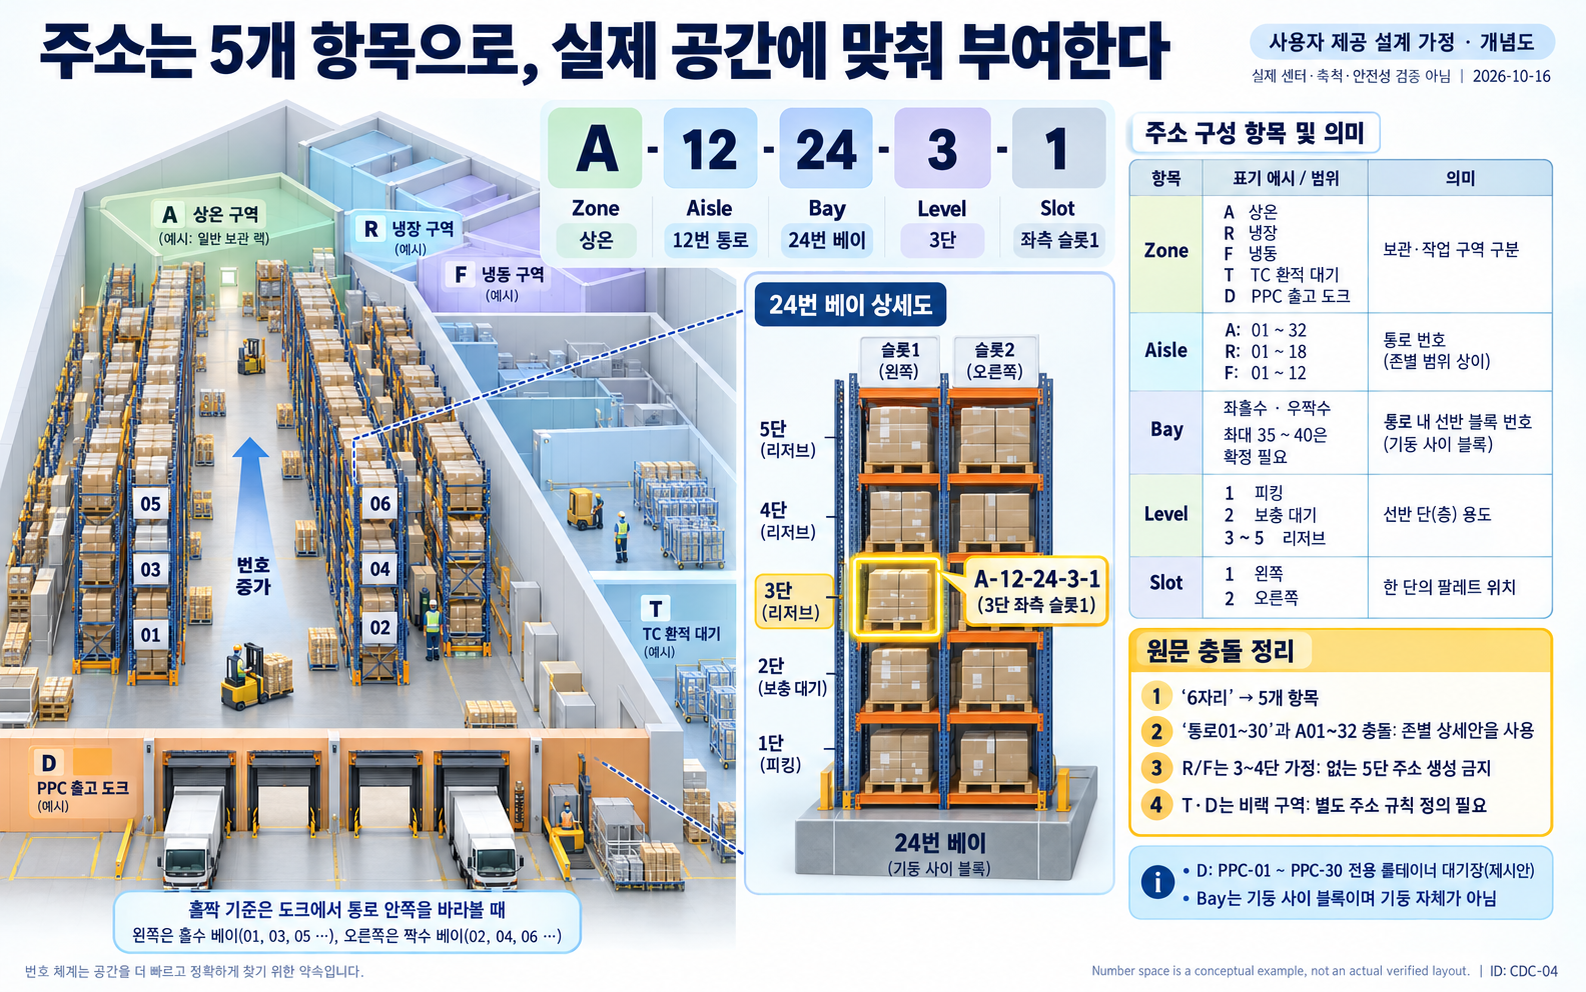 주소는 5개 항목으로, 실제 공간에 맞춰 부여한다
사용자 제공 설계 가정 · 개념도
실제 센터·축척·안전성 검증 아님 | 2026-10-16
A - 12 - 24 - 3 - 1
Zone Aisle Bay Level Slot
상온 12번 통로 24번 베이 3단 좌측 슬롯1
A 상온 구역
(예시: 일반 보관 랙)
R 냉장 구역
(예시)
F 냉동 구역
(예시)
05
03
01
06
04
02
번호
증가
T
TC 환적 대기
(예시)
D
PPC 출고 도크
(예시)
홀짝 기준은 도크에서 통로 안쪽을 바라볼 때
왼쪽은 홀수 베이(01, 03, 05 ···), 오른쪽은 짝수 베이(02, 04, 06 ···)
24번 베이 상세도
슬롯1
(왼쪽)
슬롯2
(오른쪽)
5단
(리저브)
4단
(리저브)
3단
(리저브)
2단
(보충 대기)
1단
(피킹)
A-12-24-3-1
(3단 좌측 슬롯1)
24번 베이
(기둥 사이 블록)
주소 구성 항목 및 의미
항목 표기 애시 / 범위 의미
Zone
A 상온
R 냉장
F 냉동
T TC 환적 대기
D PPC 출고 도크
보관·작업 구역 구분
Aisle
A: 01 ~ 32
R: 01 ~ 18
F: 01 ~ 12
통로 번호
(존별 범위 상이)
Bay
좌홀수 · 우짝수
좌대 35 ~ 40은
확정 필요
통로 내 선반 블록 번호
(기둥 사이 블록)
Level
1 피킹
2 보충 대기
3 ~ 5 리저브
선반 단(층) 용도
Slot
1 왼쪽
2 오른쪽
한 단의 팔레트 위치
원문 충돌 정리
1 ‘6자리’ → 5개 항목
2 ‘통로01~30’과 A01~32 충돌: 존별 상세안을 사용
3 R/F는 3~4단 가정: 없는 5단 주소 생성 금지
4 T·D는 비랙 구역: 별도 주소 규칙 정의 필요
i
• D: PPC-01 ~ PPC-30 전용 롤테이너 대기장(제시안)
• Bay는 기둥 사이 블록이며 기둥 자체가 아님
번호 체계는 공간을 더 빠르고 정확하게 찾기 위한 약속입니다.
Number space is a conceptual example, not an actual verified layout. | ID: CDC-04